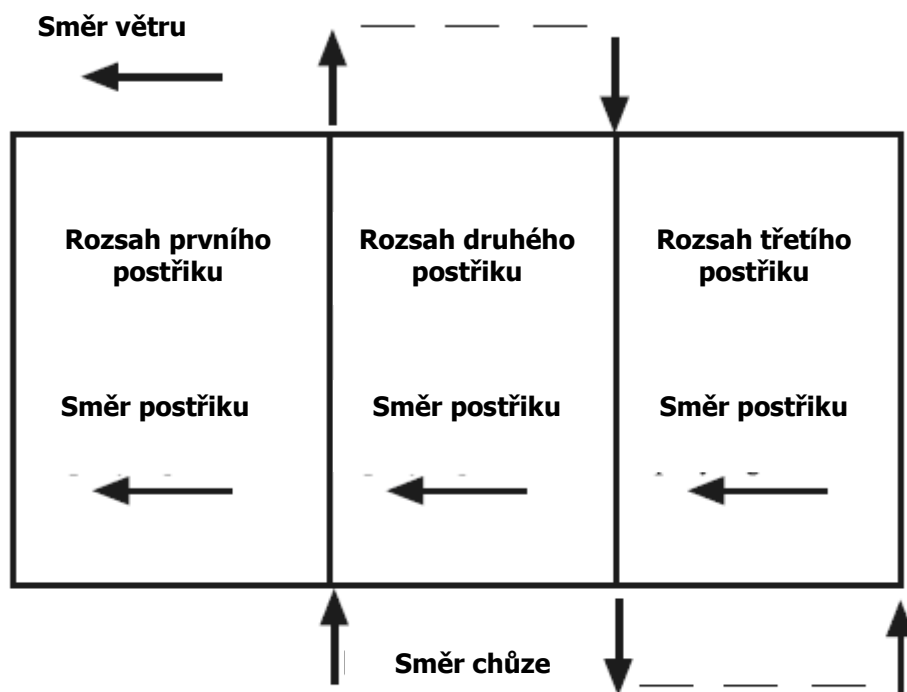 Směr větru
Rozsah prvního
postřiku
Rozsah druhého
postřiku
Rozsah třetího
postřiku
Směr postřiku
Směr postřiku
Směr postřiku
Směr chůze